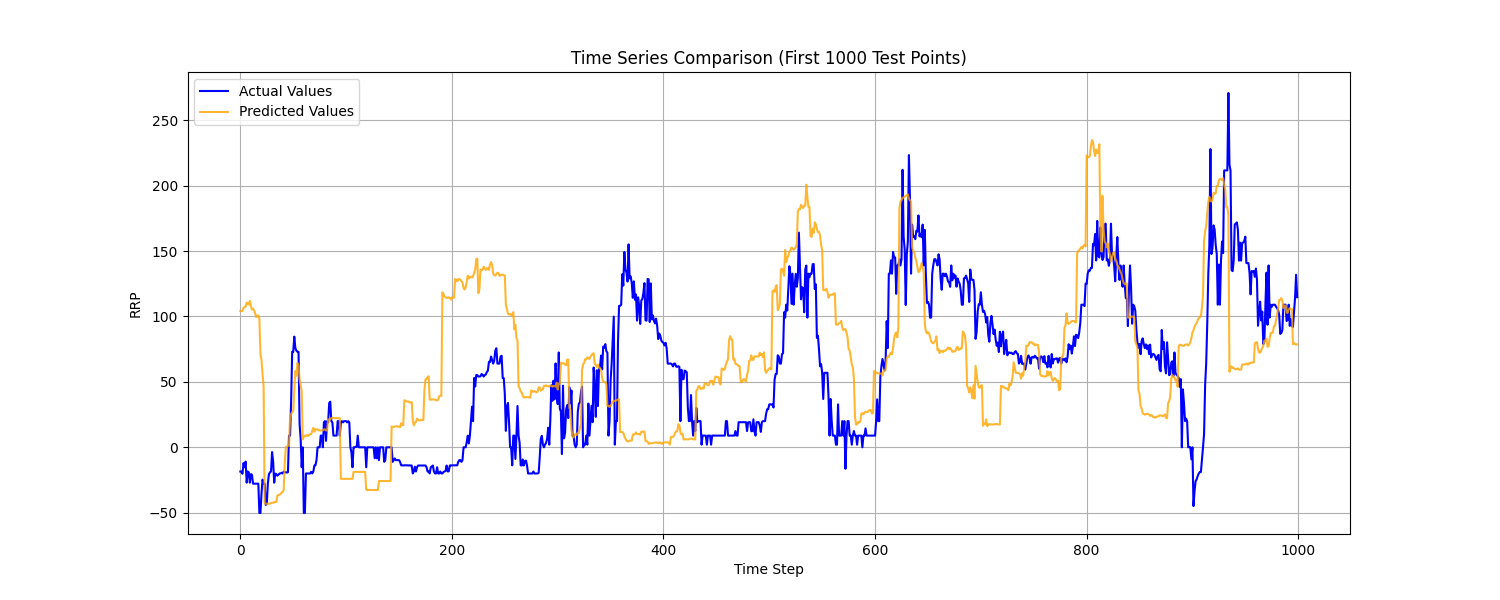 Time Series Comparison (First 1000 Test Points)
Actual Values
Predicted Values
250
200
150
100
50
0
−50
RRP
0
200
400
600
800
1000
Time Step